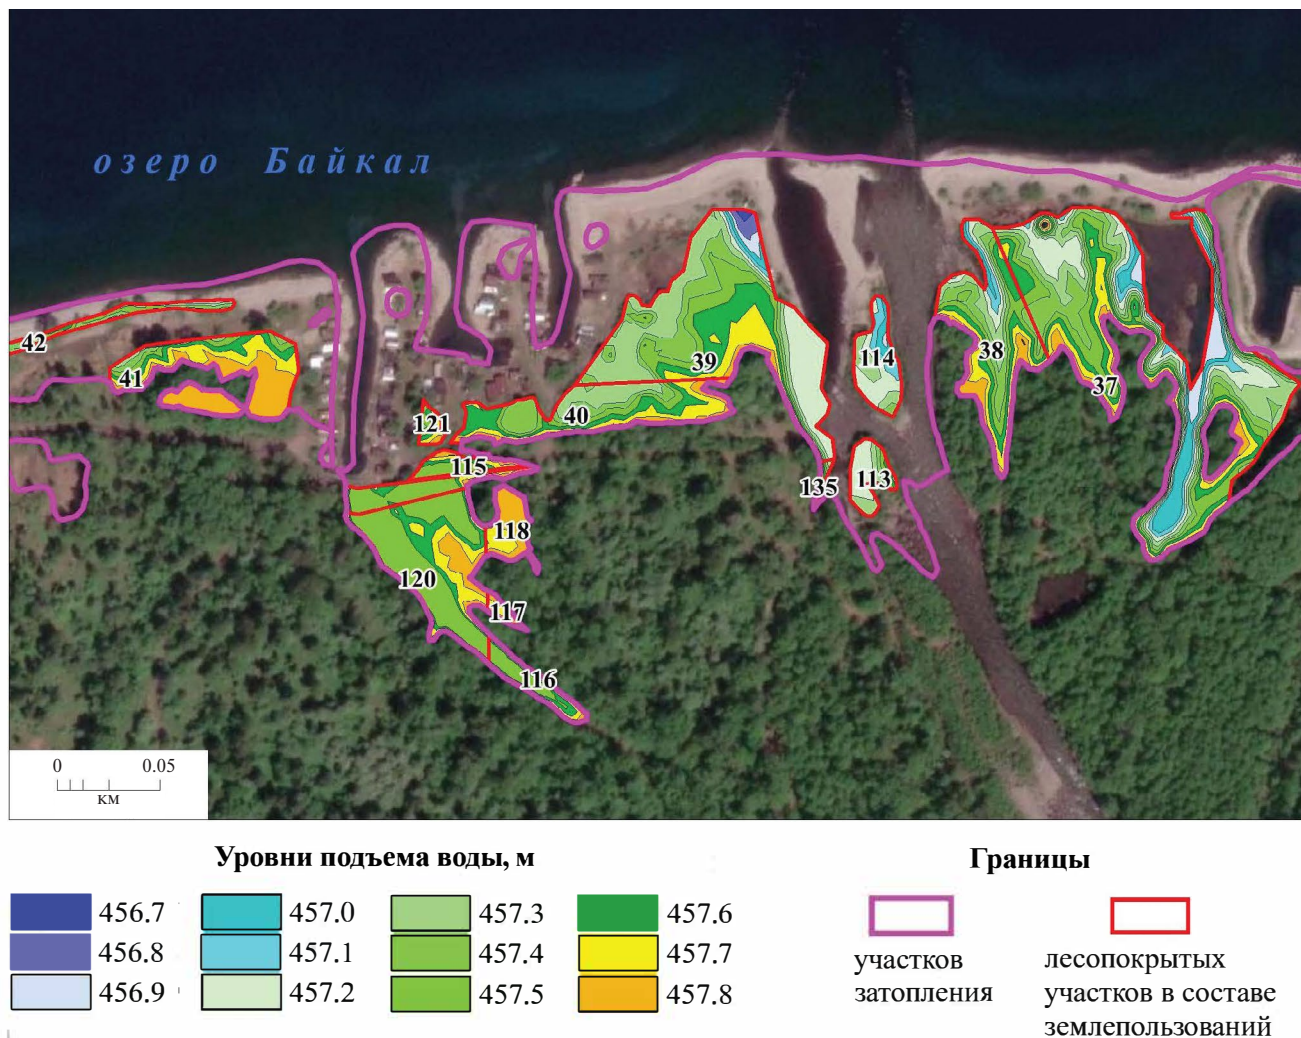 озеро Байкал
42
41
121
115
118
120
117
116
40
39
135
114
113
38
37
0 0.05
км
Уровни подъема воды, м
456.7 457.0 457.3 457.6
456.8 457.1 457.4 457.7
456.9 457.2 457.5 457.8
Границы
участков
затопления
лесопокрытых
участков в составе
землепользований